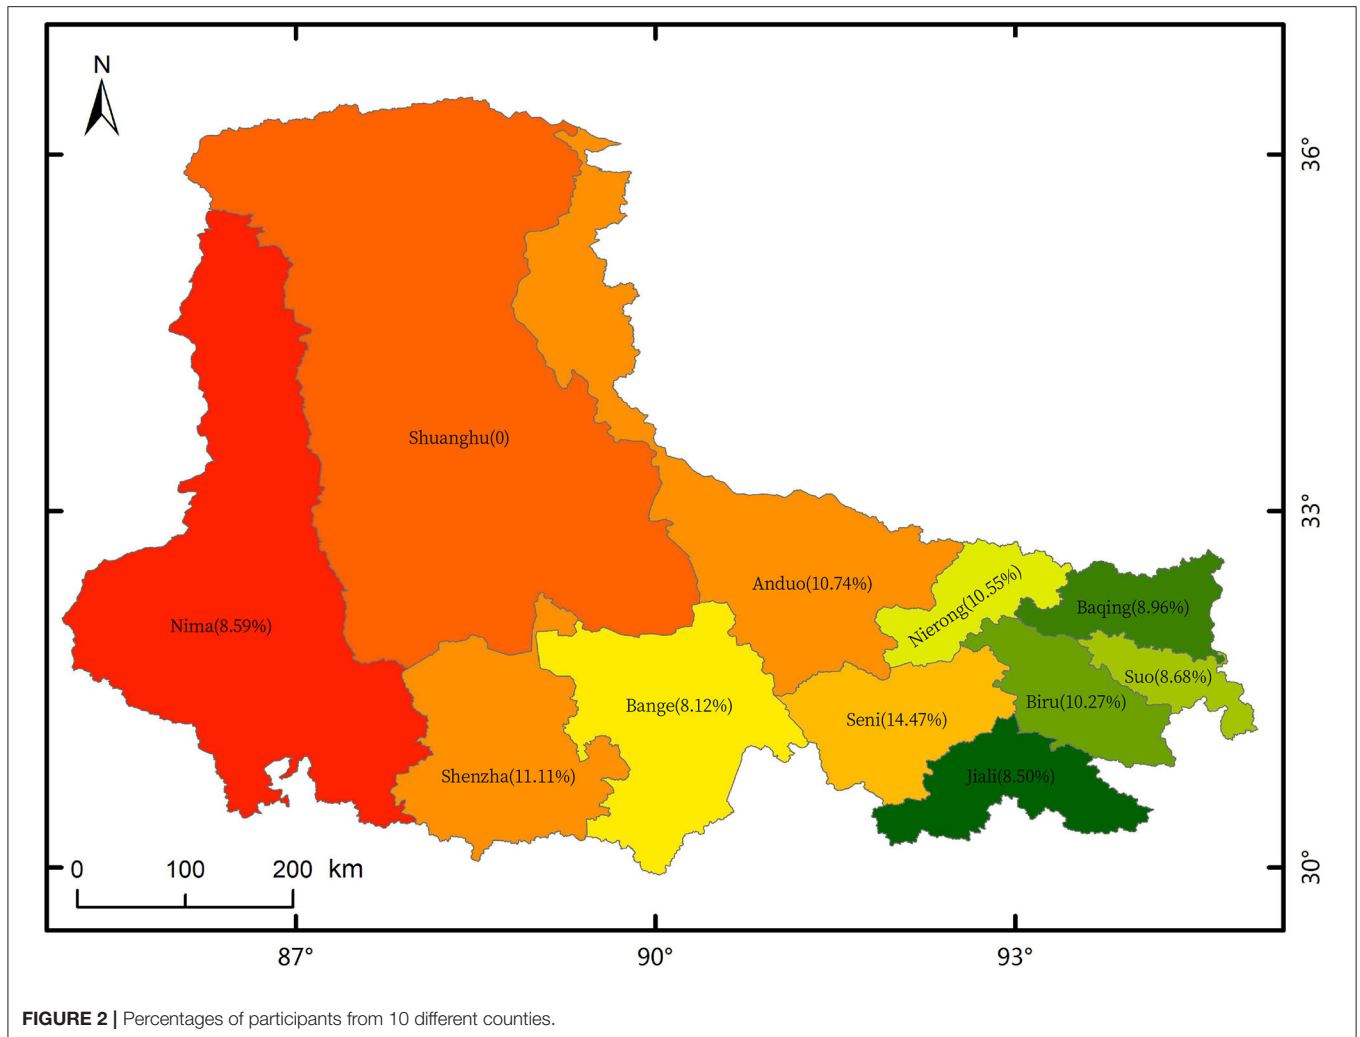 N
36°
Shuanghu(0)
33°
Anduo(10.74%)
Nierong(10.55%)
Baqing(8.96%)
Nima(8.59%)
Suo(8.68%)
Bange(8.12%)
Biru(10.27%)
Seni(14.47%)
Shenzha(11.11%)
Jiali(8.50%)
0 100 200 km
30°
87° 90° 93°
FIGURE 2 | Percentages of participants from 10 different counties.